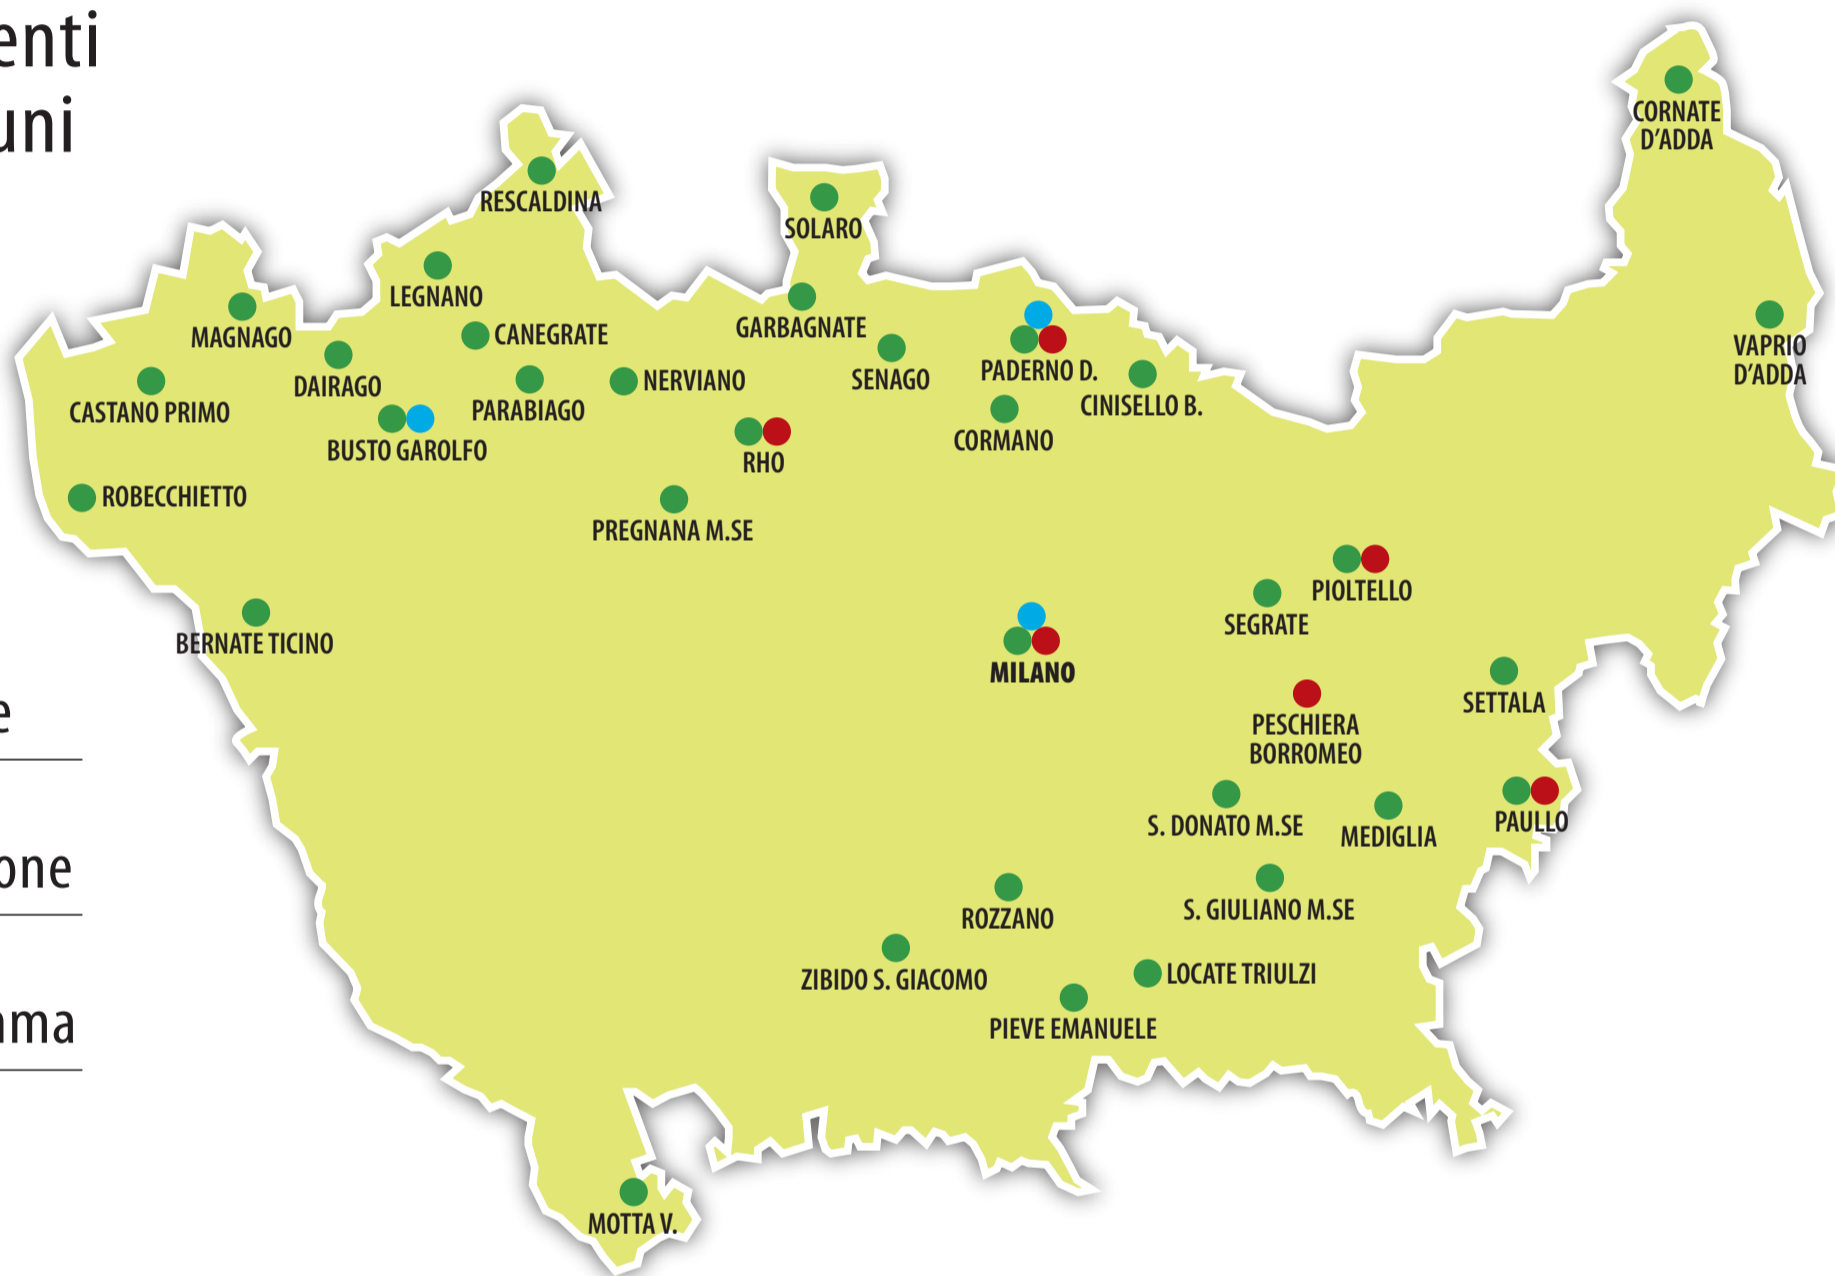 enti
uni
CORNATE
D'ADDA
RESCALDINA
SOLARO
LEGNANO
MAGNAGO
CANEGRATE
GARBAGNATE
VAPRIO
D'ADDA
DAIRAGO
NERVIANO
SENAGO
PADERNO D.
CASTANO PRIMO
PARABIAGO
CINISELLO B.
BUSTO GAROLFO
RHO
CORMANO
ROBECCHIETTO
PREGNANA M.SE
PIOLTELLO
SEGRATE
BERNATE TICINO
MILANO
SETTALA
e
PESCHIERA
BORROMEO
S. DONATO M.SE
MEDIGLIA
PAULLO
one
ROZZANO
S. GIULIANO M.SE
ZIBIDO S. GIACOMO
LOCATE TRIULZI
mma
PIEVE EMANUELE
MOTTA V.